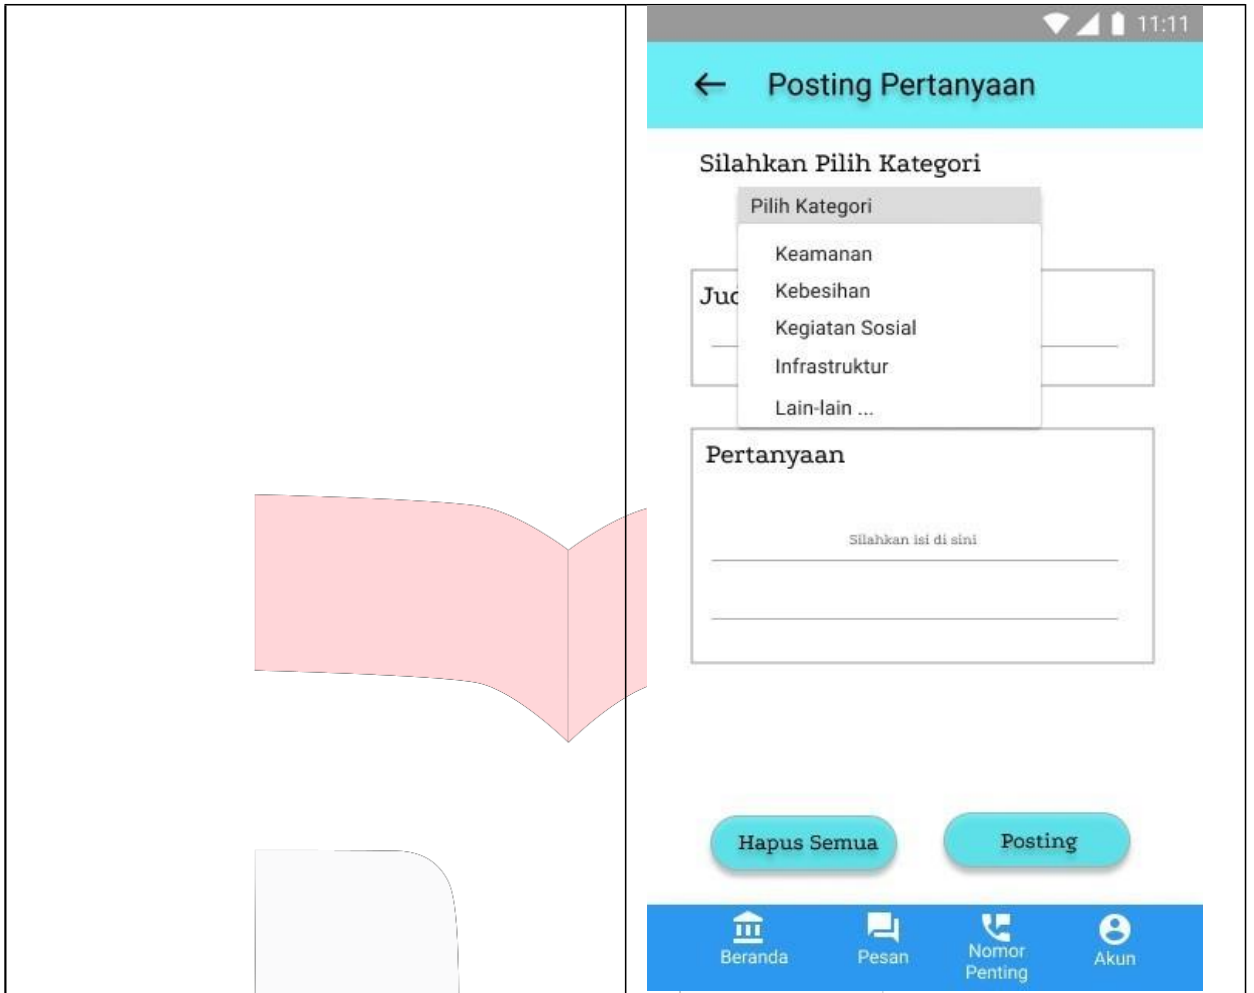 11:11
Posting Pertanyaan
Silahkan Pilih Kategori
Pilih Kategori
Keamanan
Jud
Kebesihan
Kegiatan Sosial
Infrastruktur
Lain-lain ...
Pertanyaan
Silahkan isi di sini
Hapus Semua
Posting
Beranda
Pesan
Nomor
Penting
Akun